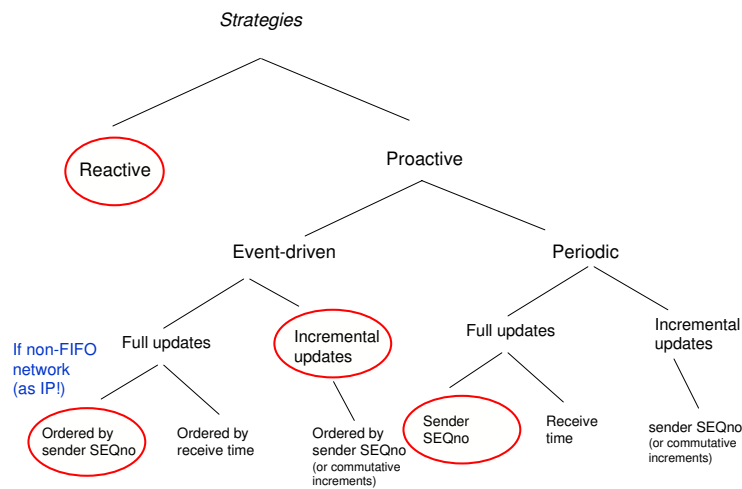 Strategies
Reactive
Proactive
Event-driven
Periodic
If non-FIFO
network
(as IP!)
Full updates
Incremental
updates
Full updates
Incremental
updates
Ordered by
sender SEQno
Ordered by
receive time
Ordered by
sender SEQno
(or commutative
increments)
Sender
SEQno
Receive
time
sender SEQno
(or commutative
increments)